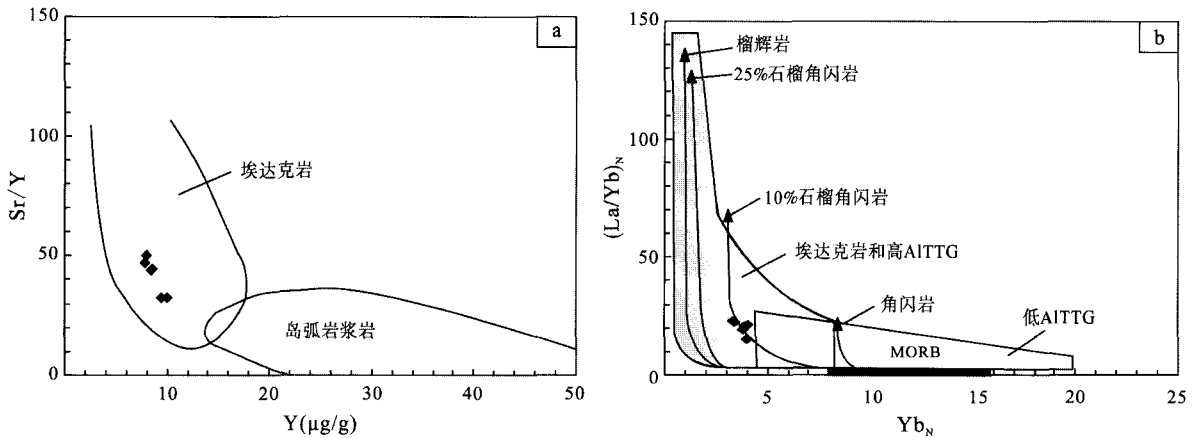 150
a
100
50
0
Sr/Y
埃达克岩
岛弧岩浆岩
0
10
20
30
40
50
Y(μg/g)
150
b
榴辉岩
25%石榴角闪岩
100
10%石榴角闪岩
埃达克岩和高AlTTG
50
角闪岩
低AlTTG
MORB
0
(La/Yb)N
5
10
15
20
25
YbN